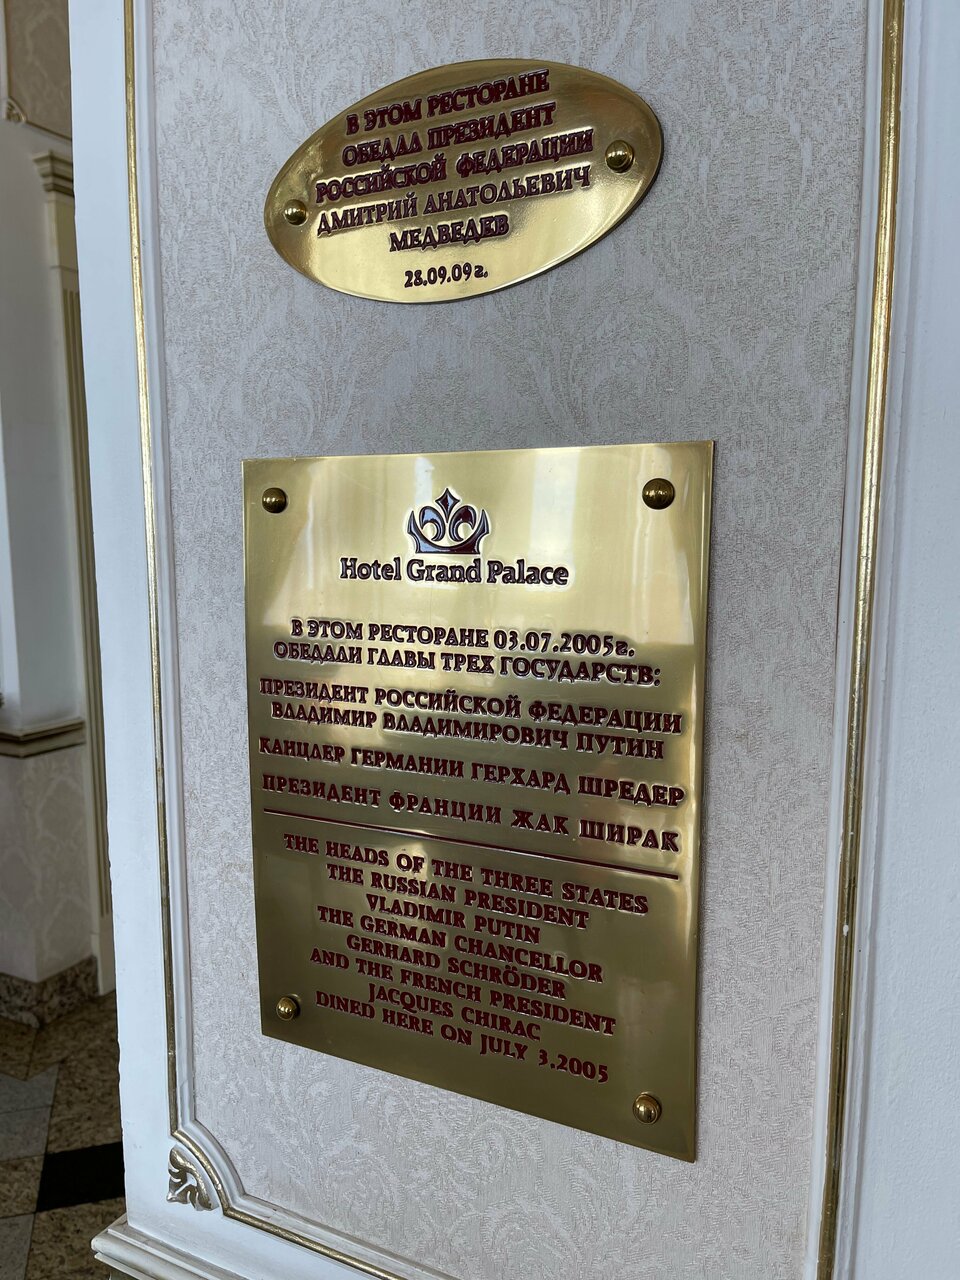 В ЭТОМ РЕСТОРАНЕ
ОБЕДАЛ ПРЕЗИДЕНТ
РОССИЙСКОЙ ФЕДЕРАЦИИ
ДМИТРИЙ АНАТОЛЬЕВИЧ
МЕДВЕДЕВ
28.09.09г.
Hotel Grand Palace
В ЭТОМ РЕСТОРАНЕ 03.07.2005г.
ОБЕДАЛИ ГЛАВЫ ТРЕХ ГОСУДАРСТВ:
ПРЕЗИДЕНТ РОССИЙСКОЙ ФЕДЕРАЦИИ
ВЛАДИМИР ВЛАДИМИРОВИЧ ПУТИН
КАНЦЛЕР ГЕРМАНИИ ГЕРХАРД ШРЕДЕР
ПРЕЗИДЕНТ ФРАНЦИИ ЖАК ШИРАК
THE HEADS OF THE THREE STATES
THE RUSSIAN PRESIDENT
VLADIMIR PUTIN
THE GERMAN CHANCELLOR
GERHARD SCHRÖDER
AND THE FRENCH PRESIDENT
JACQUES CHIRAC
DINED HERE ON JULY 3.2005